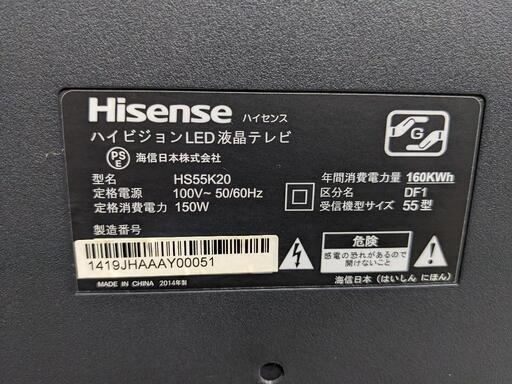 Hisense ハイセンス
ハイビジョンLED液晶テレビ
PSE 海信日本株式会社
型名 HS55K20
定格電源 100V~ 50/60Hz
定格消費電力 150W
製造番号
1419JHAAAY00051
MADE IN CHINA 2014年製
G
年間消費電力量 160KWh
区分名 DF1
受信機型サイズ 55型
危険
感電の恐れがあるので
開けないこと
海信日本(はいしん にほん)